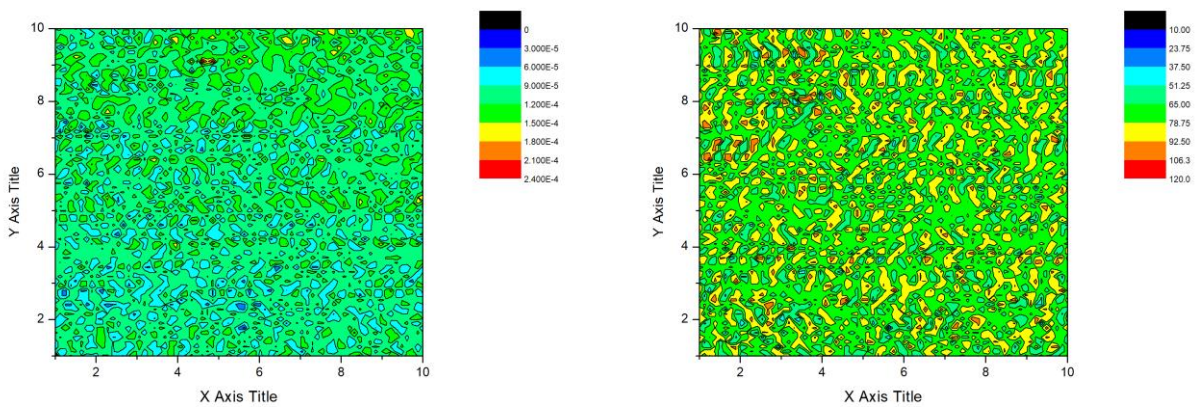 10
8
6
4
2
2
4
6
8
10
Y Axis Title
X Axis Title
0
3.000E-5
6.000E-5
9.000E-5
1.200E-4
1.500E-4
1.800E-4
2.100E-4
2.400E-4
10
8
6
4
2
2
4
6
8
10
Y Axis Title
X Axis Title
10.00
23.75
37.50
51.25
65.00
78.75
92.50
106.3
120.0